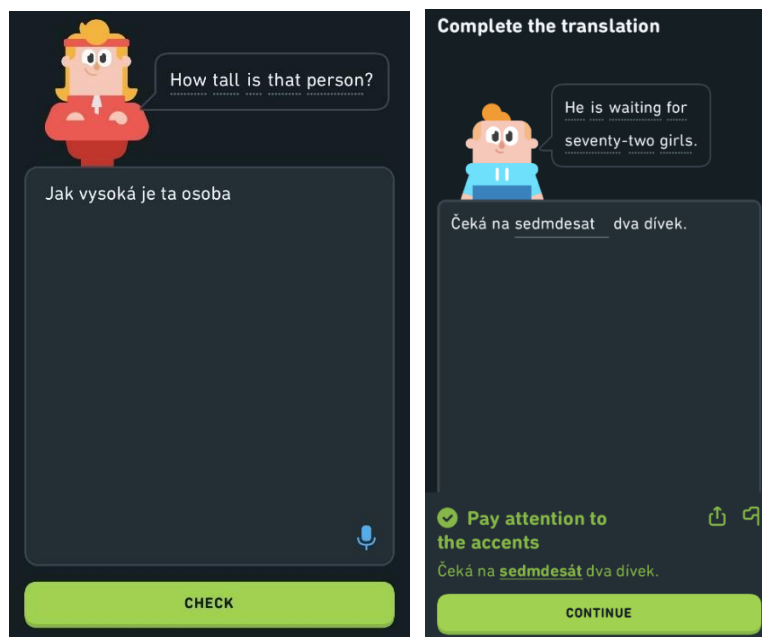 How tall is that person?
Jak vysoká je ta osoba
CHECK
Complete the translation
He is waiting for
seventy-two girls.
Čeká na sedmdesat dva dívek.
Pay attention to
the accents
Čeká na sedmdesát dva dívek.
CONTINUE